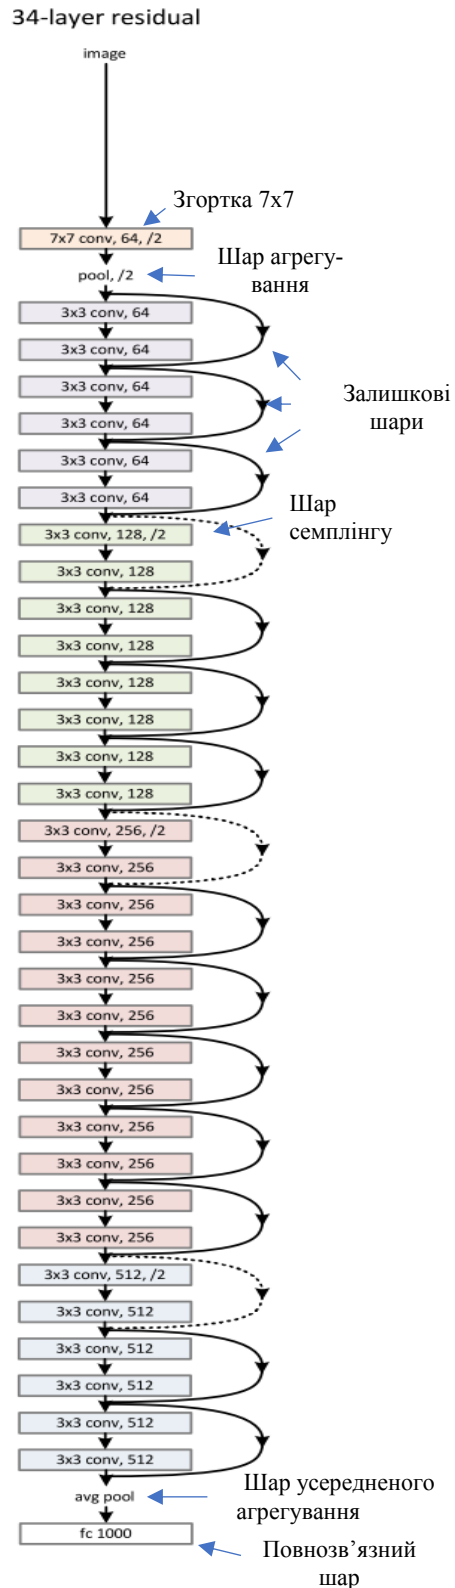 34-layer residual
image
Згортка 7х7
7x7 conv, 64, /2
Шар агрегу-
вання
pool, /2
3x3 conv, 64
3x3 conv, 64
3x3 conv, 64
Залишкові
шари
3x3 conv, 64
3x3 conv, 64
3x3 conv, 64
Шар
семплінгу
3x3 conv, 128, /2
3x3 conv, 128
3x3 conv, 128
3x3 conv, 128
3x3 conv, 128
3x3 conv, 128
3x3 conv, 128
3x3 conv, 128
3x3 conv, 256, /2
3x3 conv, 256
3x3 conv, 256
3x3 conv, 256
3x3 conv, 256
3x3 conv, 256
3x3 conv, 256
3x3 conv, 256
3x3 conv, 256
3x3 conv, 256
3x3 conv, 256
3x3 conv, 256
3x3 conv, 512, /2
3x3 conv, 512
3x3 conv, 512
3x3 conv, 512
3x3 conv, 512
3x3 conv, 512
Шар усередненого
агрегування
avg pool
fc 1000
Повнозв’язний
шар